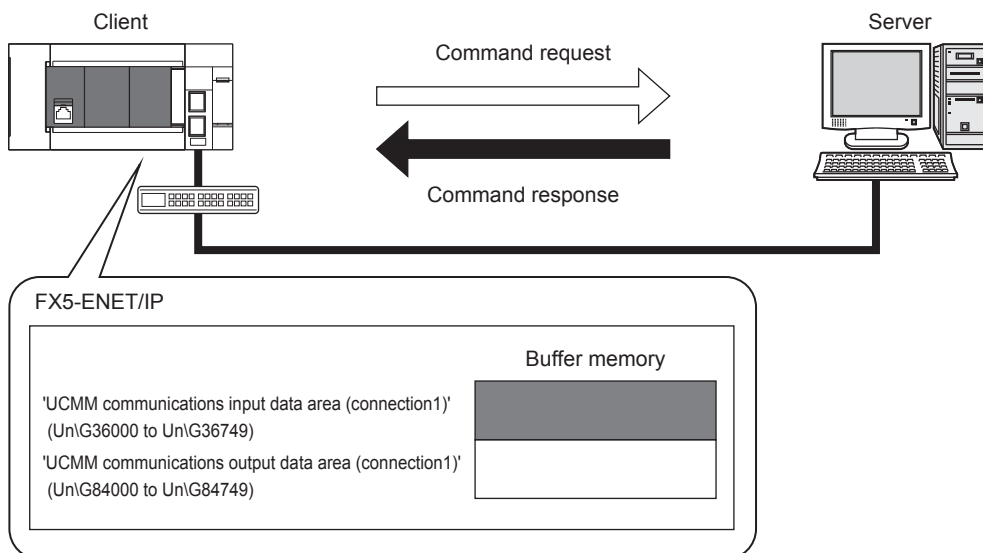 Client
Server
Command request
Command response
FX5-ENET/IP
Buffer memory
'UCMM communications input data area (connection1)'
(Un\G36000 to Un\G36749)
'UCMM communications output data area (connection1)'
(Un\G84000 to Un\G84749)